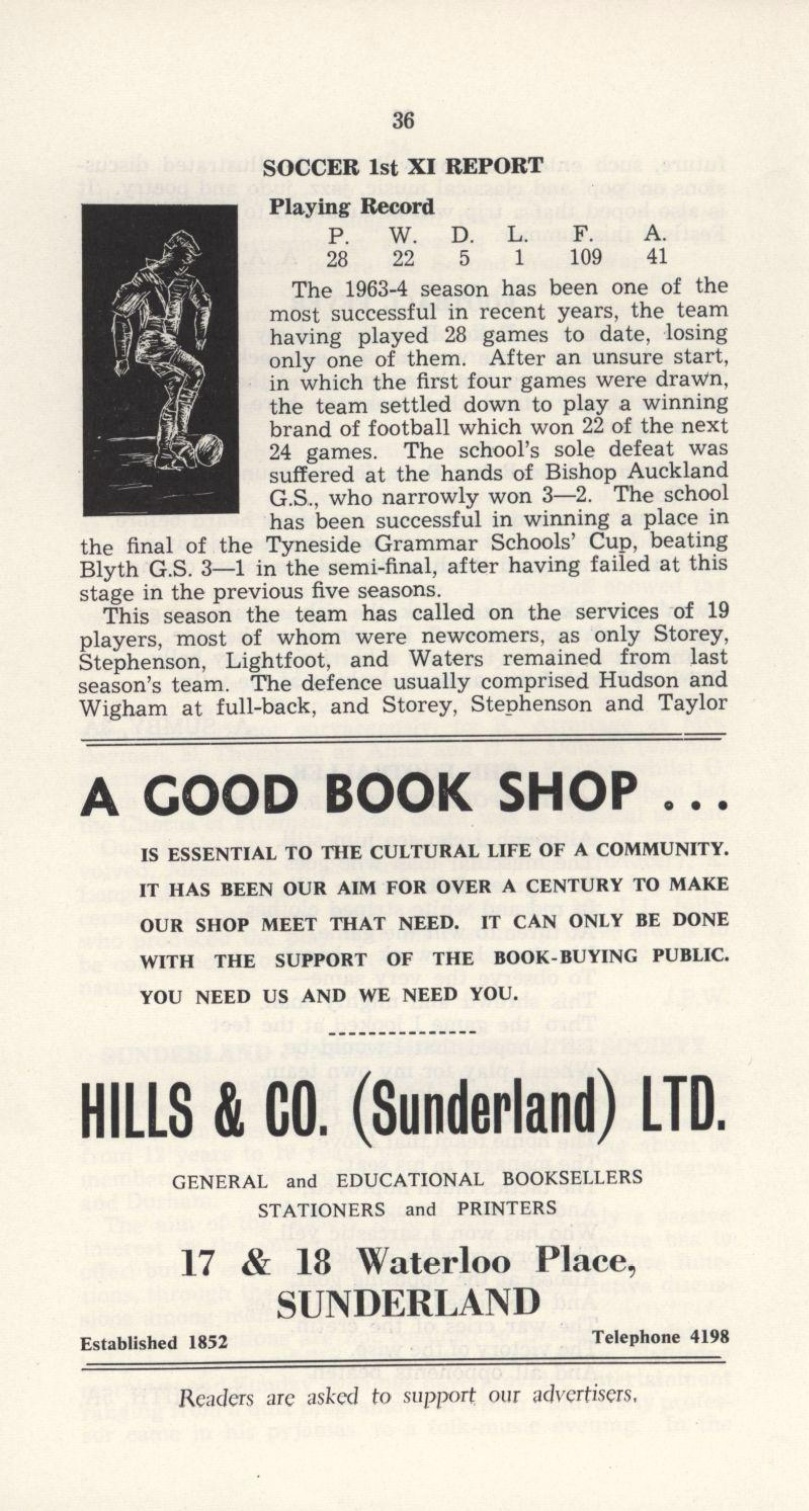 36
SOCCER 1st XI REPORT
Playing Record
P. W. D. L. F. A.
28 22 5 1 109 41
The 1963-4 season has been one of the
most successful in recent years, the team
having played 28 games to date, losing
only one of them. After an unsure start,
in which the first four games were drawn,
the team settled down to play a winning
brand of football which won 22 of the next
24 games. The school's sole defeat was
suffered at the hands of Bishop Auckland
G.S., who narrowly won 3—2. The school
has been successful in winning a place in
the final of the Tyneside Grammar Schools' Cup, beating
Blyth G.S. 3—1 in the semi-final, after having failed at this
stage in the previous five seasons.
This season the team has called on the services of 19
players, most of whom were newcomers, as only Storey,
Stephenson, Lightfoot, and Waters remained from last
season's team. The defence usually comprised Hudson and
Wigham at full-back, and Storey, Stephenson and Taylor
A GOOD BOOK SHOP ...
IS ESSENTIAL TO THE CULTURAL LIFE OF A COMMUNITY.
IT HAS BEEN OUR AIM FOR OVER A CENTURY TO MAKE
OUR SHOP MEET THAT NEED. IT CAN ONLY BE DONE
WITH THE SUPPORT OF THE BOOK-BUYING PUBLIC.
YOU NEED US AND WE NEED YOU.
HILLS & CO. (Sunderland) LTD.
GENERAL and EDUCATIONAL BOOKSELLERS
STATIONERS and PRINTERS
17 & 18 Waterloo Place,
SUNDERLAND
Established 1852 Telephone 4198
Readers are asked to support our advertisers.